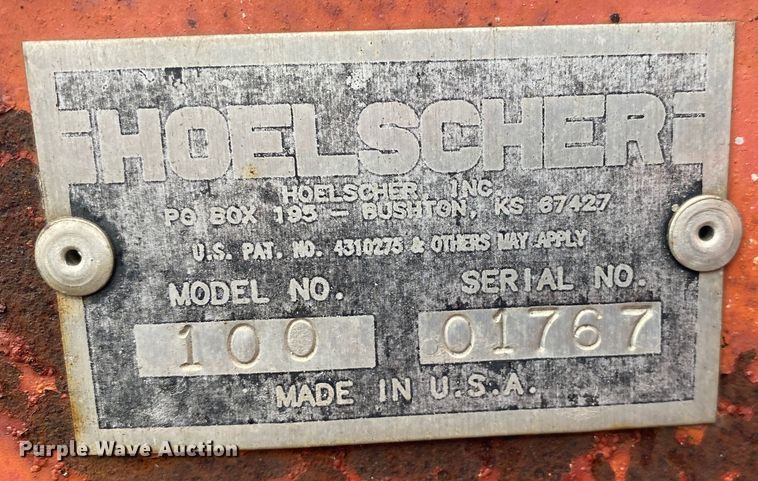 HOELSCHER
HOELSCHER, INC.
PO BOX 195 - BUSHTON, KS 67427
U.S. PAT. NO. 4310275 & OTHERS MAY APPLY
MODEL NO. SERIAL NO.
100 01767
MADE IN U.S.A.
Purple Wave Auction